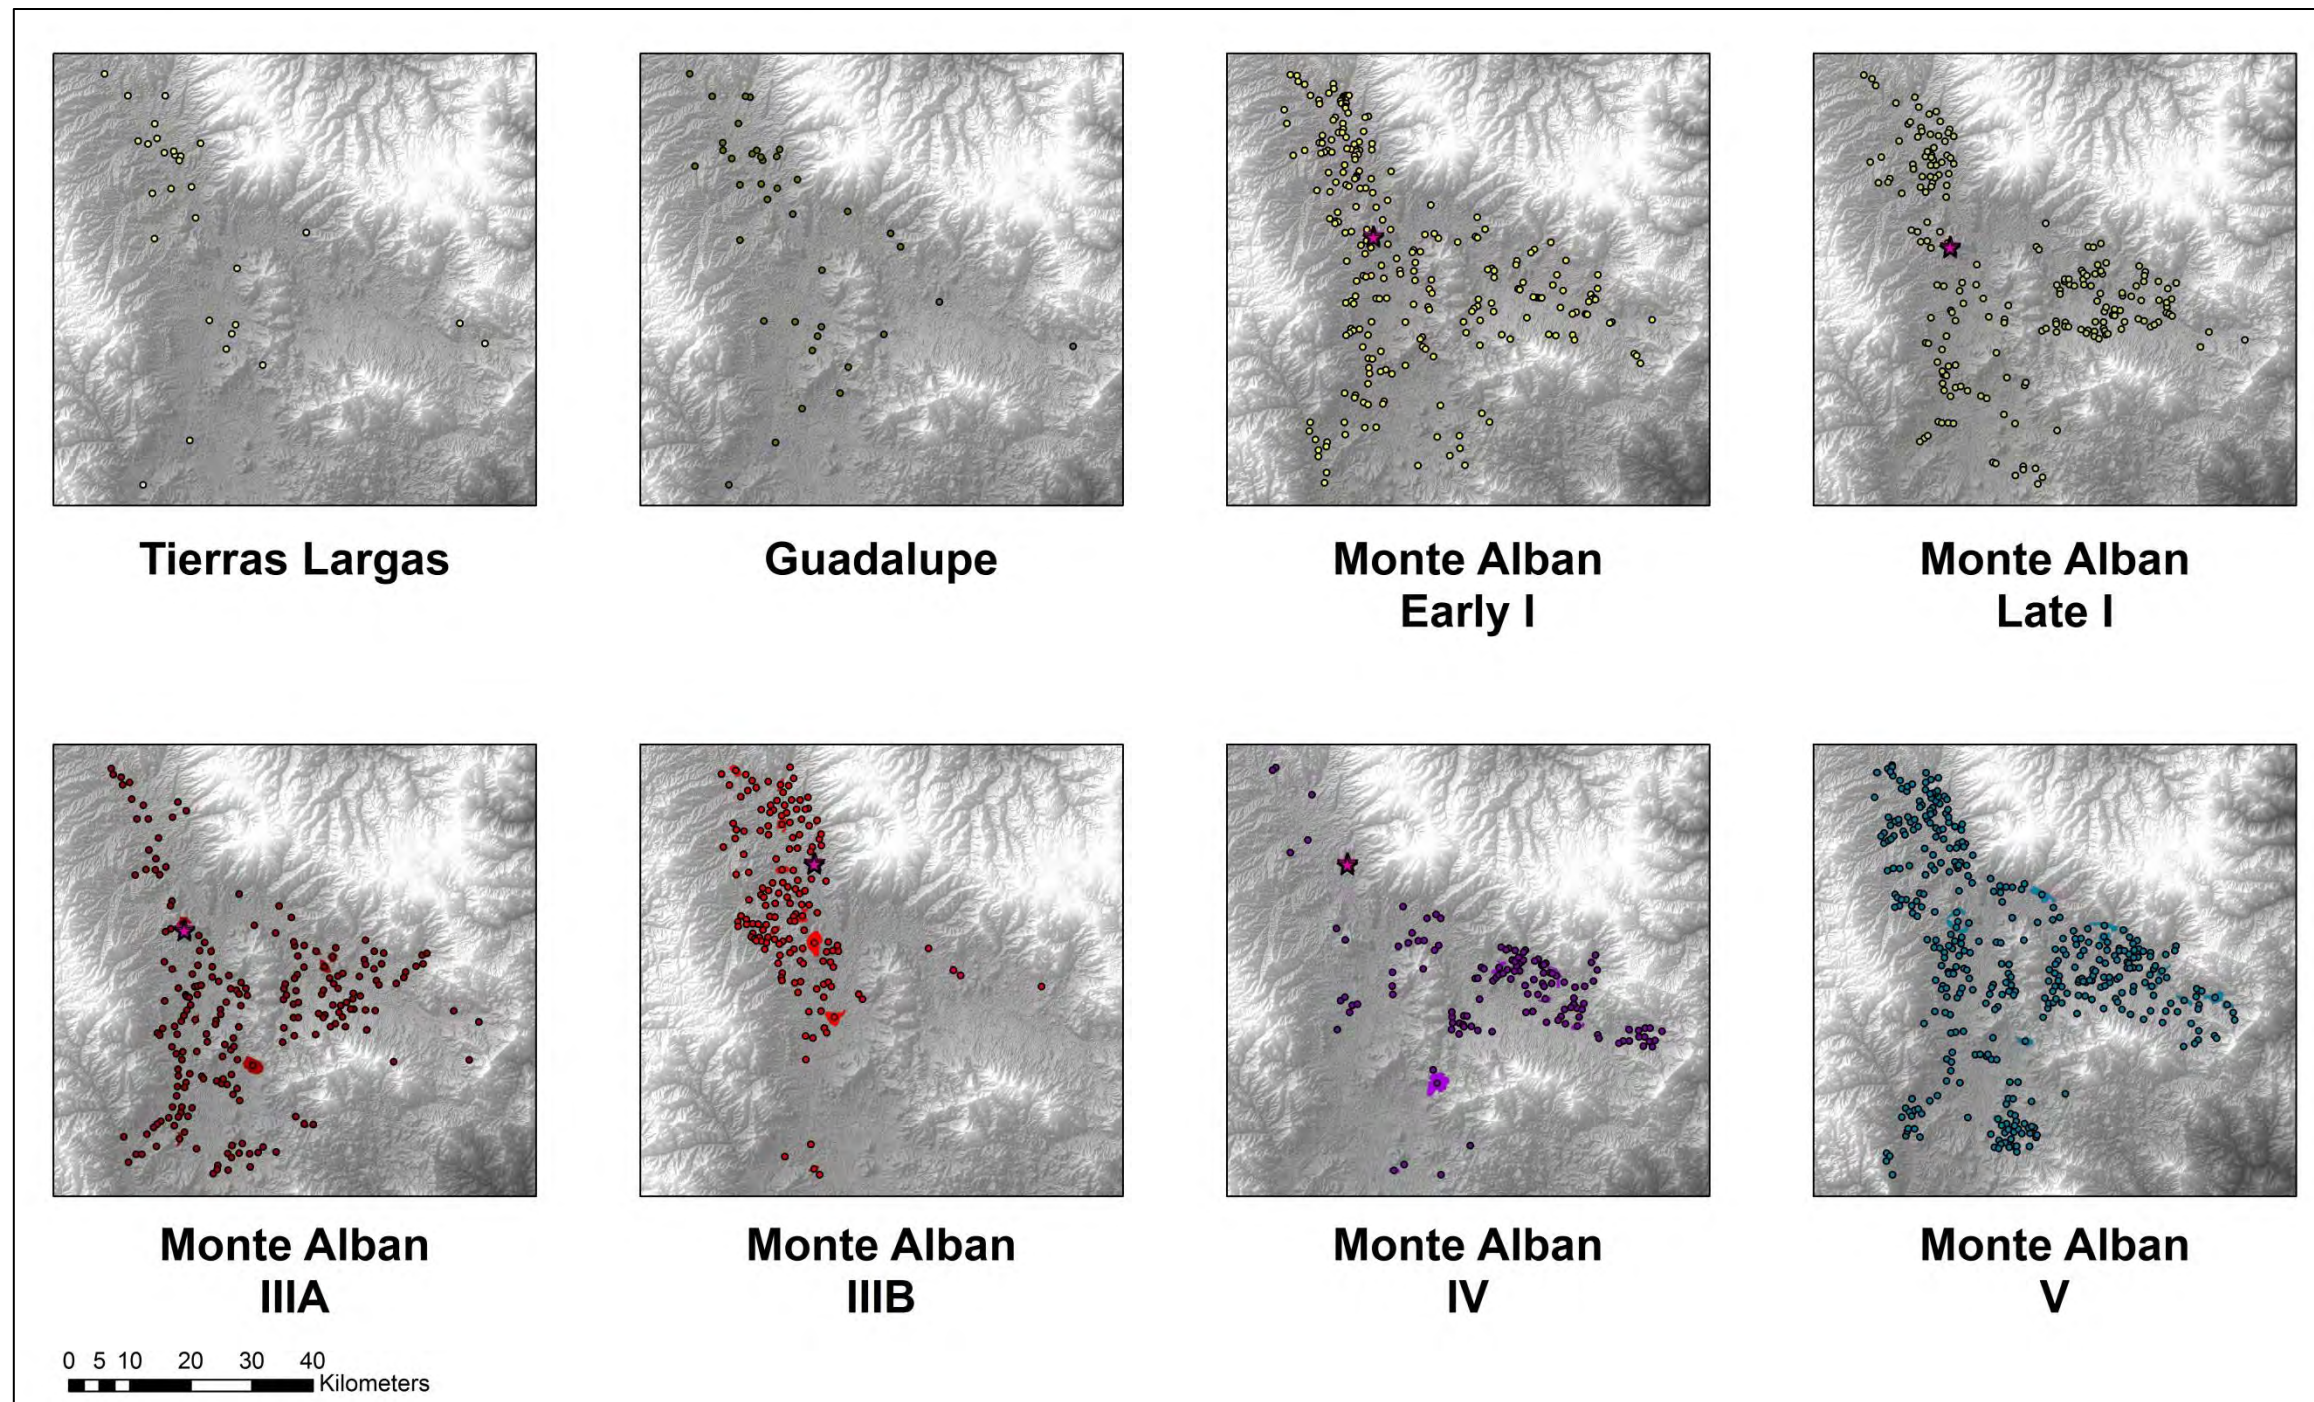 Tierras Largas
Guadalupe
Monte Alban
Early I
Monte Alban
Late I
Monte Alban
IIIA
Monte Alban
IIIB
Monte Alban
IV
Monte Alban
V
0 5 10 20 30 40
Kilometers